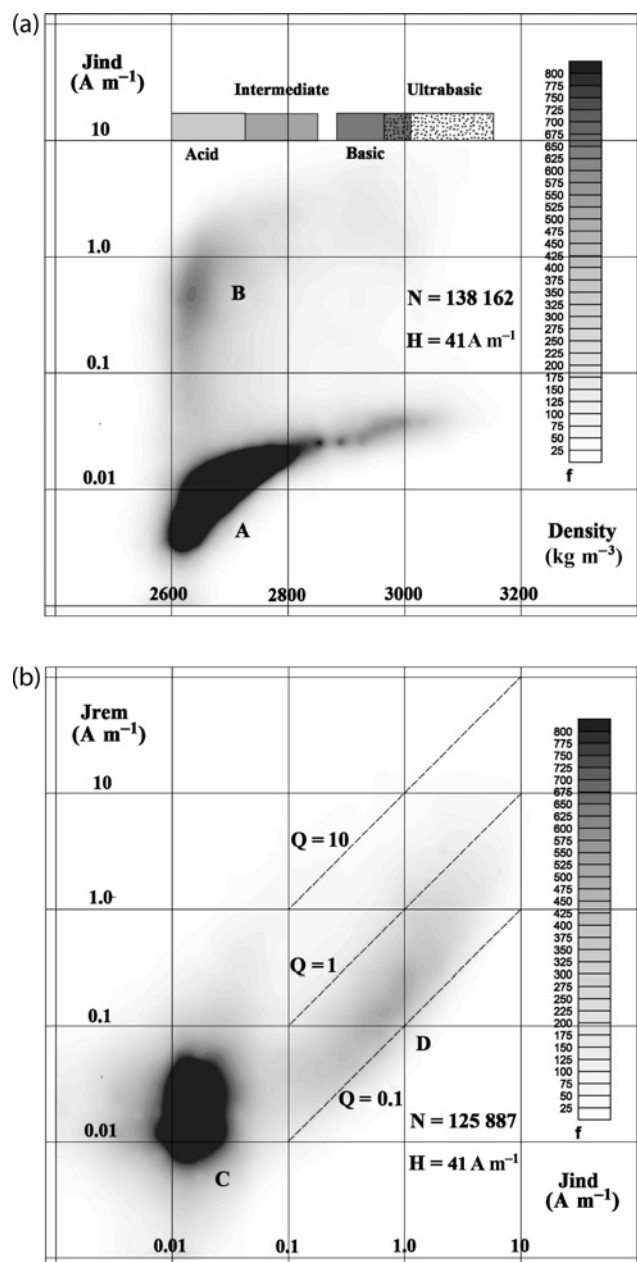 (a)
Jind
(A m⁻¹)
Intermediate
Ultrabasic
10
Acid
Basic
1.0
B
N = 138 162
H = 41 A m⁻¹
0.1
0.01
A
Density
(kg m⁻³)
2600
2800
3000
3200
800
775
750
725
700
675
650
625
600
575
550
525
500
475
450
425
400
375
350
325
300
275
250
225
200
175
150
125
100
75
50
25
f
(b)
Jrem
(A m⁻¹)
10
Q = 10
1.0
Q = 1
0.1
D
Q = 0.1
N = 125 887
0.01
H = 41 A m⁻¹
C
Jind
(A m⁻¹)
0.01
0.1
1.0
10
800
775
750
725
700
675
650
625
600
575
550
525
500
475
450
425
400
375
350
325
300
275
250
225
200
175
150
125
100
75
50
25
f